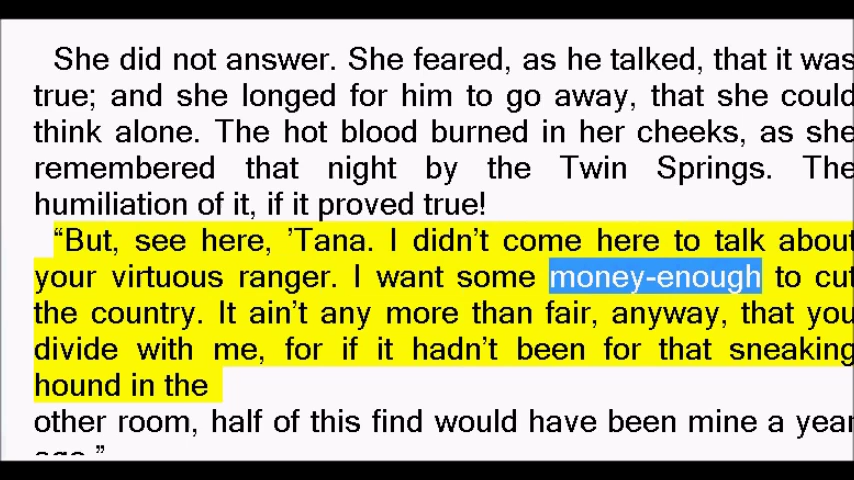 She did not answer. She feared, as he talked, that it was
true; and she longed for him to go away, that she could
think alone. The hot blood burned in her cheeks, as she
remembered that night by the Twin Springs. The
humiliation of it, if it proved true!
“But, see here, ’Tana. I didn’t come here to talk about
your virtuous ranger. I want some money-enough to cut
the country. It ain’t any more than fair, anyway, that you
divide with me, for if it hadn’t been for that sneaking
hound in the
other room, half of this find would have been mine a year
ago.”